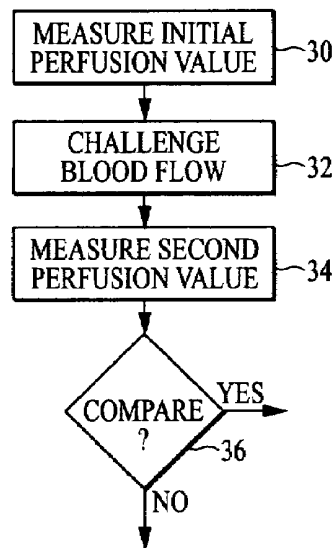 MEASURE INITIAL
PERFUSION VALUE
30
CHALLENGE
BLOOD FLOW
32
MEASURE SECOND
PERFUSION VALUE
34
COMPARE
?
YES
36
NO